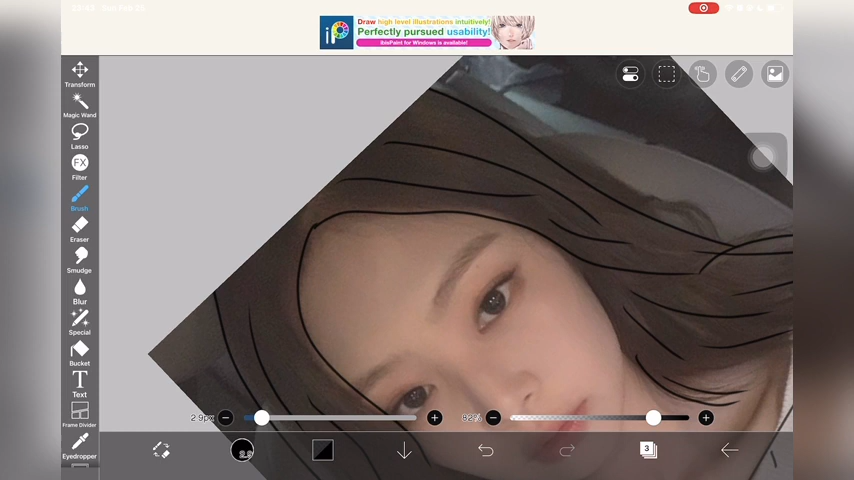 Draw high level illustrations intuitively!
iP
Perfectly pursued usability!
ibisPaint for Windows is available!
Transform
Magic Wand
Lasso
FX
Filter
Brush
Eraser
Smudge
Blur
Special
Bucket
T
Text
Frame Divider
Eyedropper
2.9px
82%
2.9
3